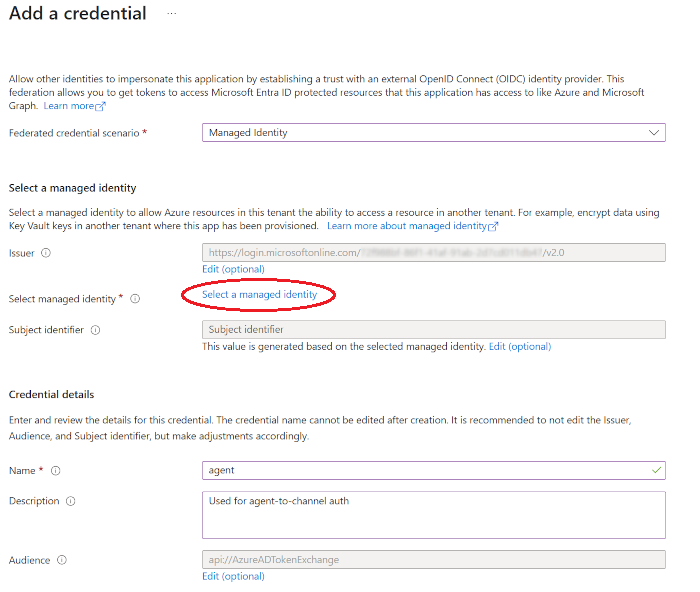 Add a credential ...
Allow other identities to impersonate this application by establishing a trust with an external OpenID Connect (OIDC) identity provider. This
federation allows you to get tokens to access Microsoft Entra ID protected resources that this application has access to like Azure and Microsoft
Graph. Learn more
Federated credential scenario * Managed Identity
Select a managed identity
Select a managed identity to allow Azure resources in this tenant the ability to access a resource in another tenant. For example, encrypt data using
Key Vault keys in another tenant where this app has been provisioned. Learn more about managed identity
Issuer https://login.microsoftonline.com/ /v2.0
Edit (optional)
Select managed identity * Select a managed identity
Subject identifier Subject identifier
This value is generated based on the selected managed identity. Edit (optional)
Credential details
Enter and review the details for this credential. The credential name cannot be edited after creation. It is recommended to not edit the Issuer,
Audience, and Subject identifier, but make adjustments accordingly.
Name * agent
Description Used for agent-to-channel auth
Audience api://AzureADTokenExchange
Edit (optional)